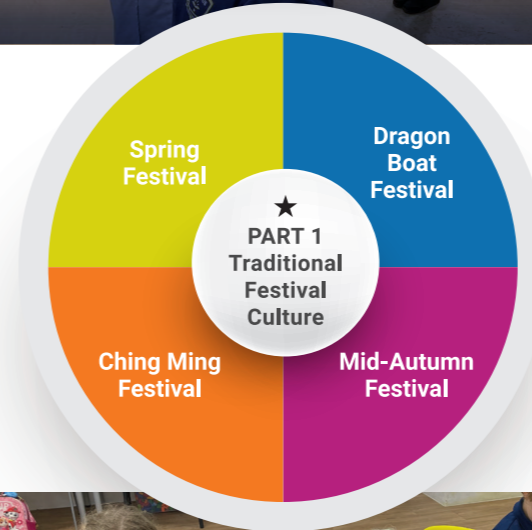 Spring
Festival
Dragon
Boat
Festival
★
PART 1
Traditional
Festival
Culture
Ching Ming
Festival
Mid-Autumn
Festival